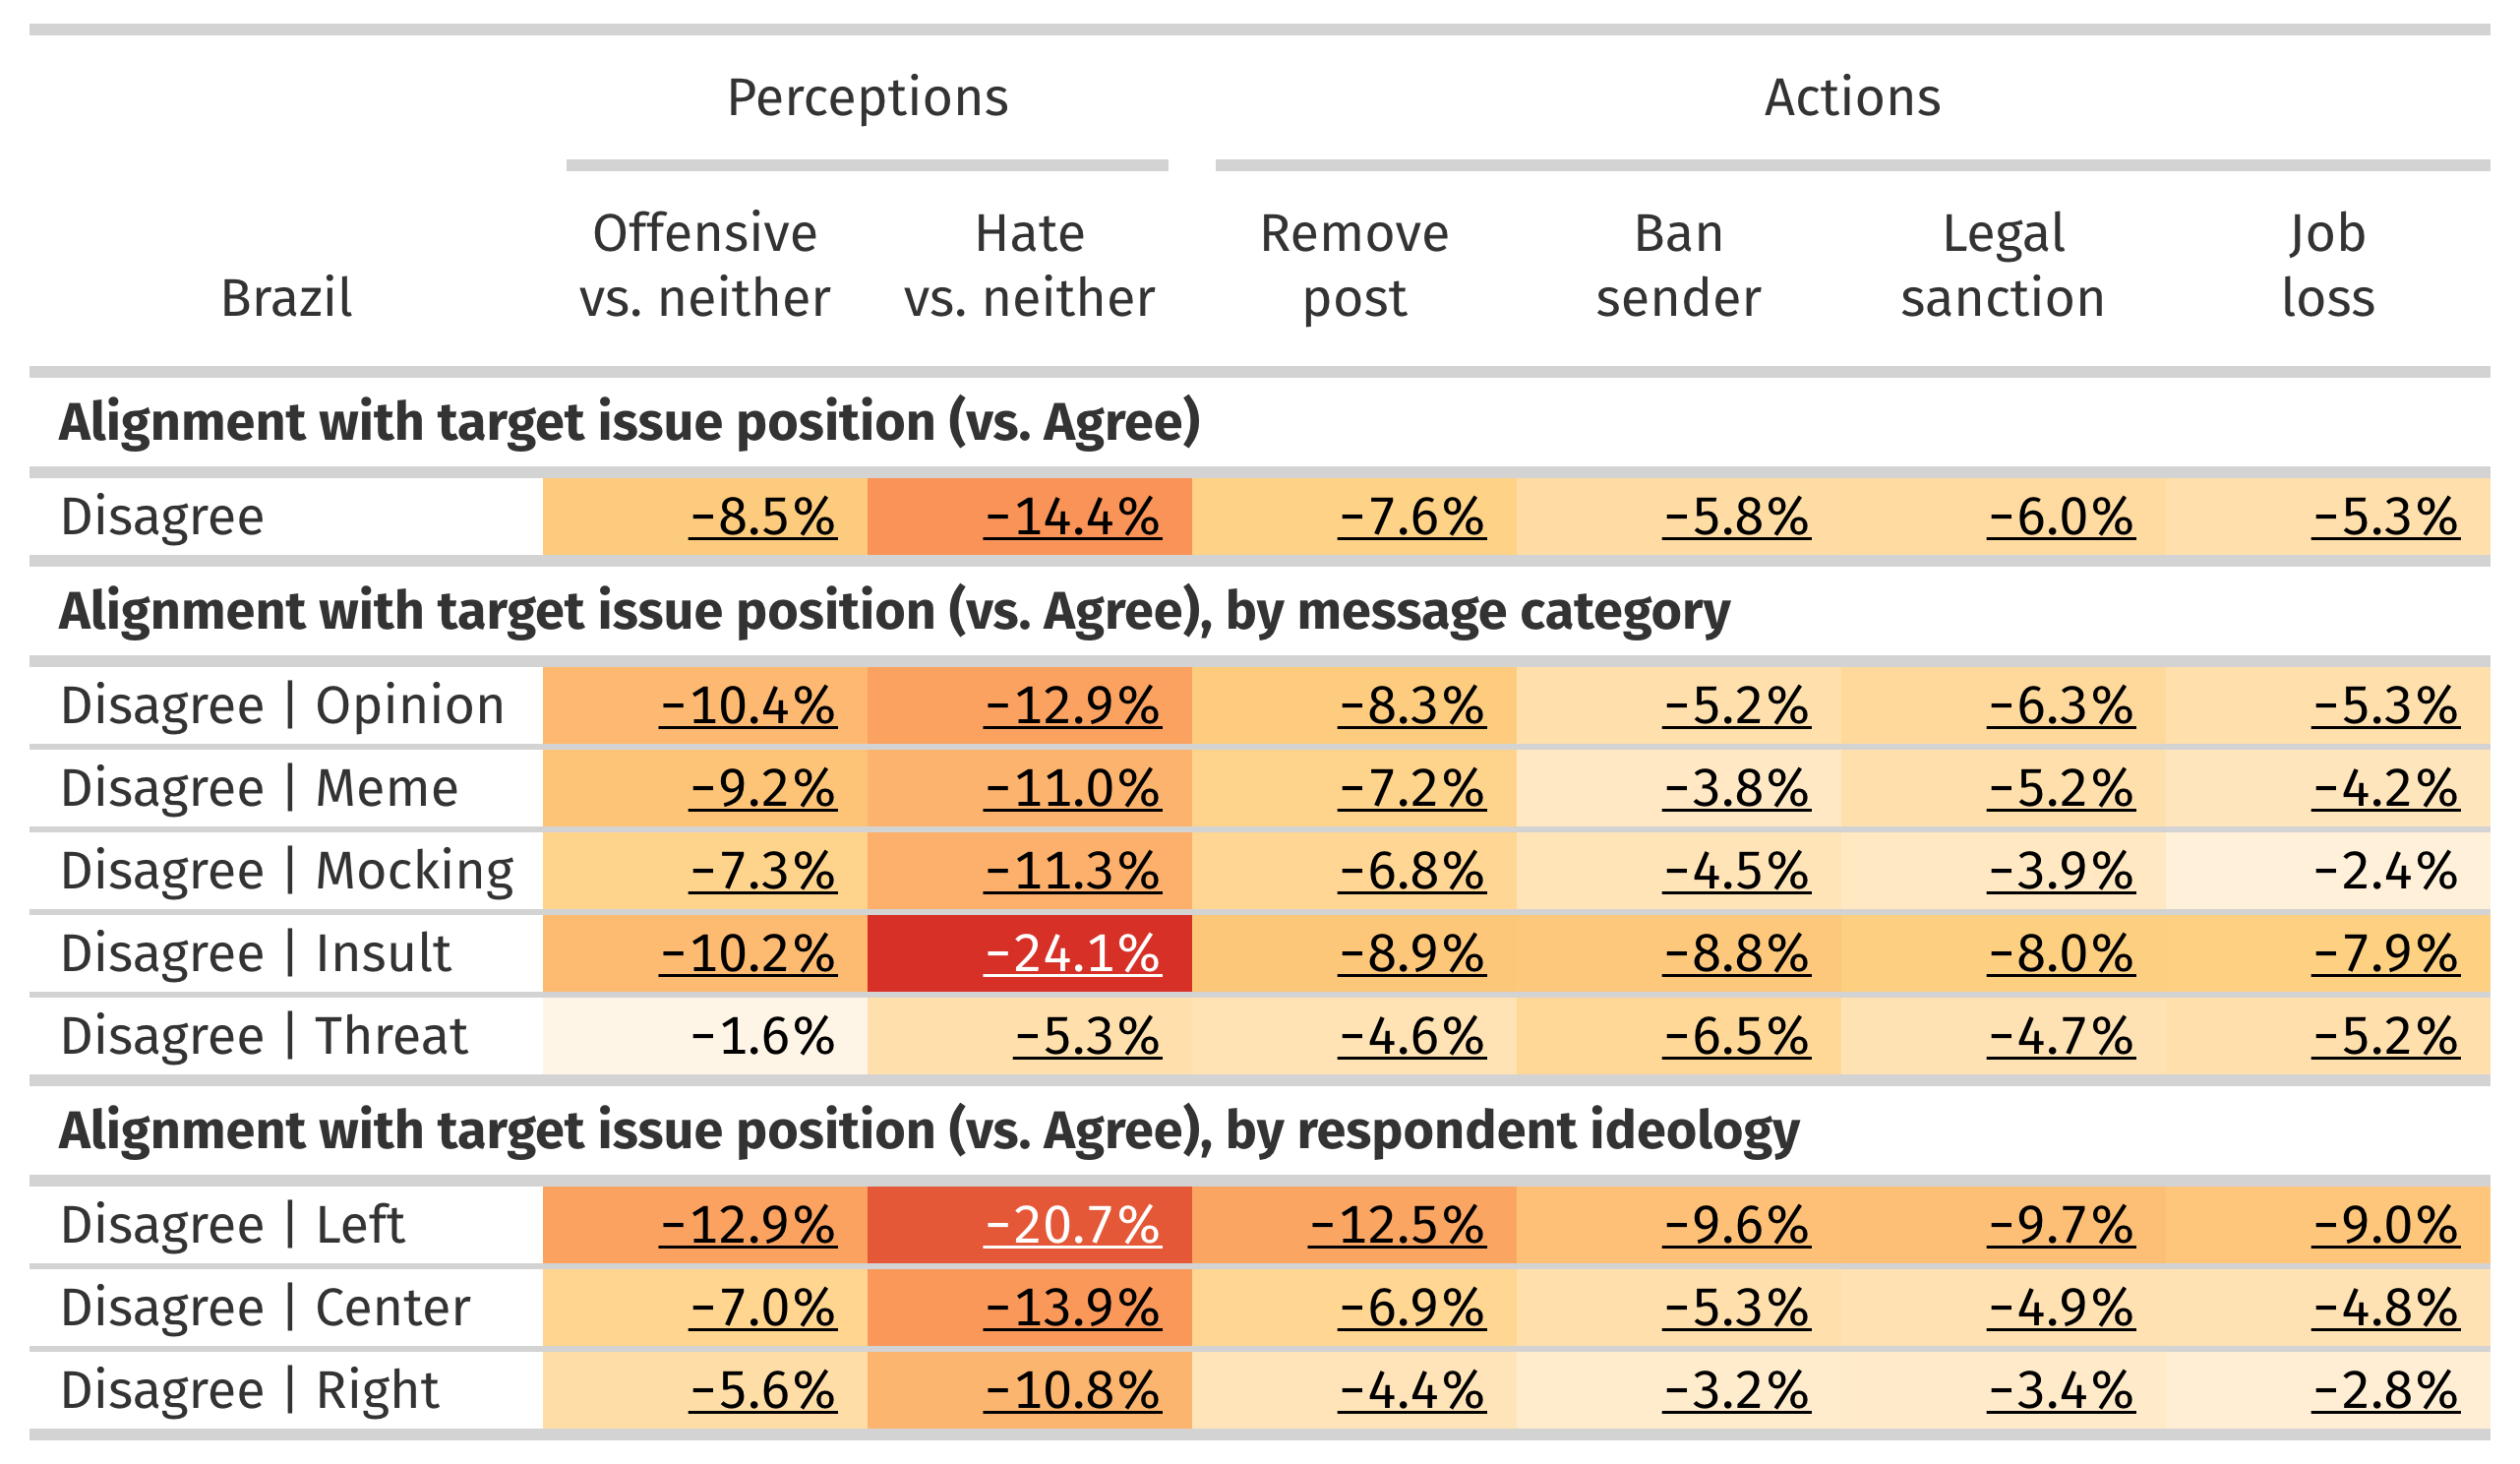 Perceptions Actions
Offensive Hate Remove Ban Legal Job
Brazil vs. neither vs. neither post sender sanction loss
Alignment with target issue position (vs. Agree)
Disagree −8.5% −14.4% −7.6% −5.8% −6.0% −5.3%
Alignment with target issue position (vs. Agree), by message category
Disagree | Opinion −10.4% −12.9% −8.3% −5.2% −6.3% −5.3%
Disagree | Meme −9.2% −11.0% −7.2% −3.8% −5.2% −4.2%
Disagree | Mocking −7.3% −11.3% −6.8% −4.5% −3.9% −2.4%
Disagree | Insult −10.2% −24.1% −8.9% −8.8% −8.0% −7.9%
Disagree | Threat −1.6% −5.3% −4.6% −6.5% −4.7% −5.2%
Alignment with target issue position (vs. Agree), by respondent ideology
Disagree | Left −12.9% −20.7% −12.5% −9.6% −9.7% −9.0%
Disagree | Center −7.0% −13.9% −6.9% −5.3% −4.9% −4.8%
Disagree | Right −5.6% −10.8% −4.4% −3.2% −3.4% −2.8%